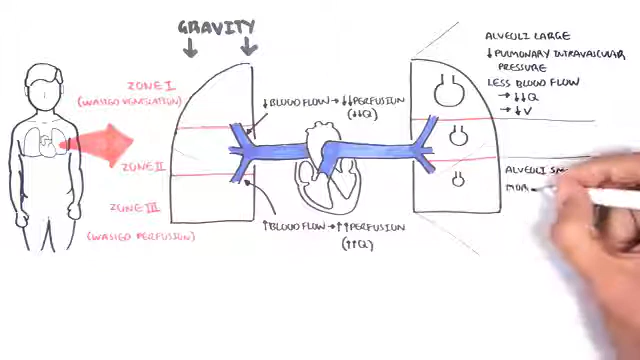 GRAVITY
ZONE I
(WASTED VENTILATION)
ZONE II
ZONE III
(WASTED PERFUSION)
↓BLOOD FLOW → ↓↓PERFUSION
(↓↓Q)
↑BLOOD FLOW → ↑↑PERFUSION
(↑↑Q)
ALVEOLI LARGE
↓PULMONARY INTRAVASCULAR
PRESSURE
LESS BLOOD FLOW
→ ↓↓Q
→ ↓V
ALVEOLI